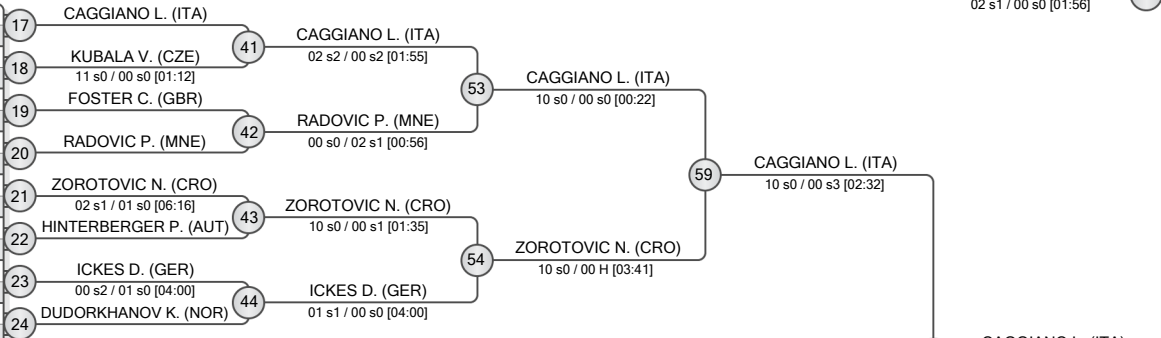 02 s1 / 00 s0 [01:56]
17
CAGGIANO L. (ITA)
41
CAGGIANO L. (ITA)
02 s2 / 00 s2 [01:55]
18
KUBALA V. (CZE)
11 s0 / 00 s0 [01:12]
53
CAGGIANO L. (ITA)
10 s0 / 00 s0 [00:22]
19
FOSTER C. (GBR)
42
RADOVIC P. (MNE)
00 s0 / 02 s1 [00:56]
20
RADOVIC P. (MNE)
59
CAGGIANO L. (ITA)
10 s0 / 00 s3 [02:32]
21
ZOROTOVIC N. (CRO)
02 s1 / 01 s0 [06:16]
43
ZOROTOVIC N. (CRO)
10 s0 / 00 s1 [01:35]
22
HINTERBERGER P. (AUT)
54
ZOROTOVIC N. (CRO)
10 s0 / 00 H [03:41]
23
ICKES D. (GER)
00 s2 / 01 s0 [04:00]
44
ICKES D. (GER)
01 s1 / 00 s0 [04:00]
24
DUDORKHANOV K. (NOR)